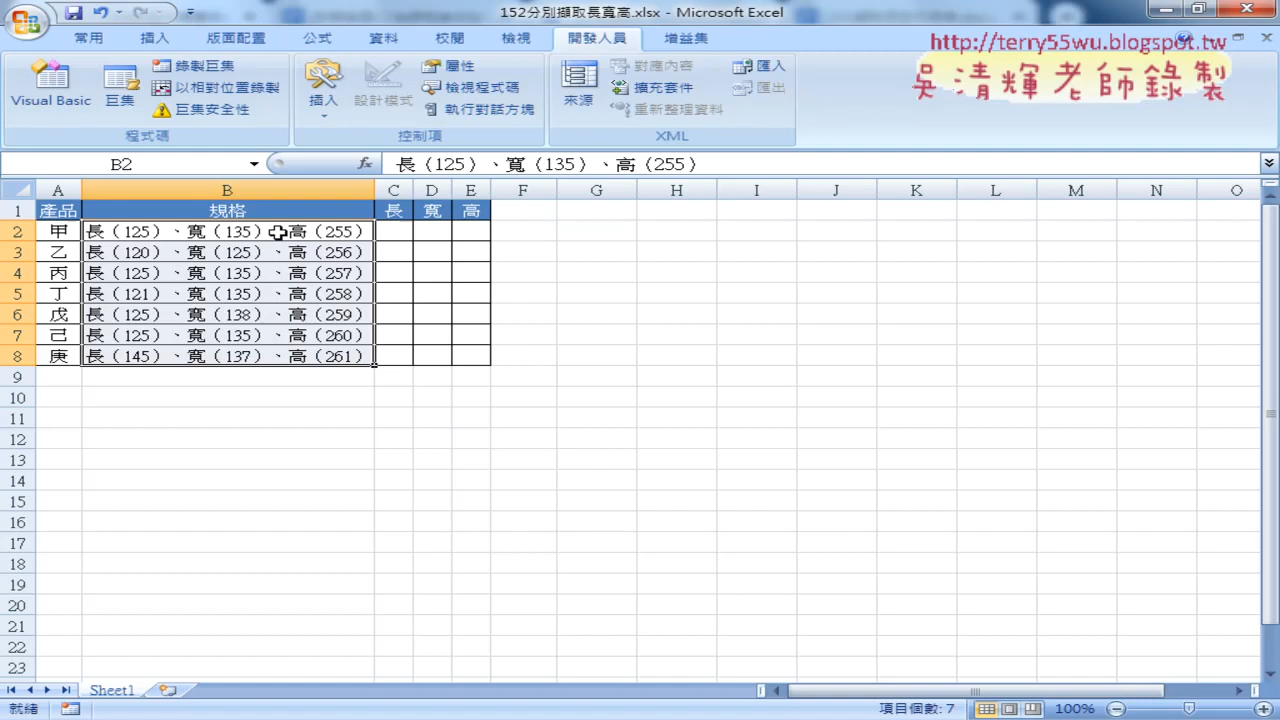 152分別擷取長寬高.xlsx - Microsoft Excel
常用 插入 版面配置 公式 資料 校閱 檢視 開發人員 增益集
http://terry55wu.blogspot.tw
吳清輝老師錄製
Visual Basic 巨集 錄製巨集 以相對位置錄製 巨集安全性
程式碼
插入 設計模式 屬性 檢視程式碼 執行對話方塊
控制項
來源 對應內容 擴充套件 重新整理資料 匯入 匯出
XML
B2 fx 長（125）、寬（135）、高（255）
A B C D E F G H I J K L M N O
1 產品 規格 長 寬 高
2 甲 長（125）、寬（135）、高（255）
3 乙 長（120）、寬（125）、高（256）
4 丙 長（125）、寬（135）、高（257）
5 丁 長（121）、寬（135）、高（258）
6 戊 長（125）、寬（138）、高（259）
7 己 長（125）、寬（135）、高（260）
8 庚 長（145）、寬（137）、高（261）
9
10
11
12
13
14
15
16
17
18
19
20
21
22
23
Sheet1
就緒 項目個數: 7 100%